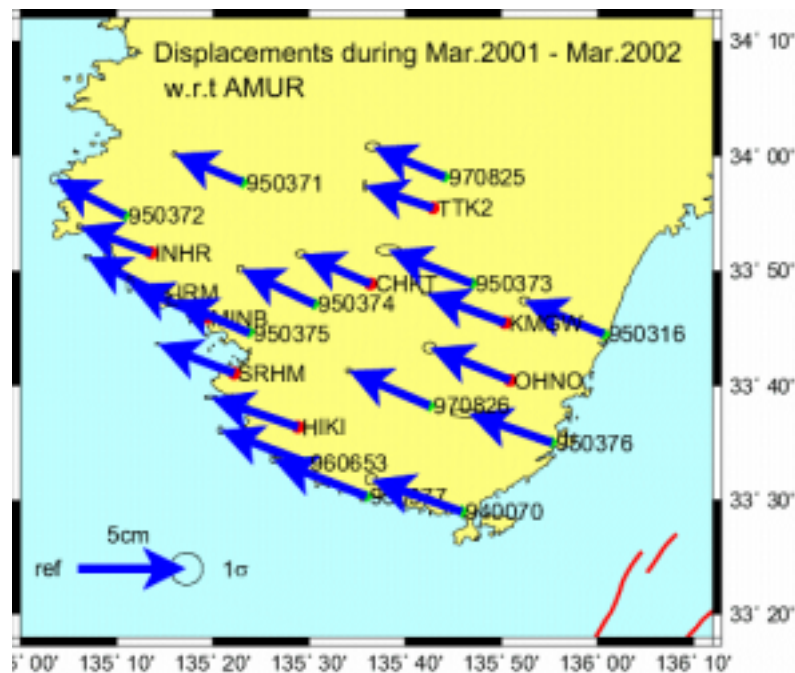 Displacements during Mar.2001 - Mar.2002
w.r.t AMUR
34° 10'
34° 00'
33° 50'
33° 40'
33° 30'
33° 20'
950371
970825
TTK2
950372
INHR
CHKT
950373
950374
KMGW
950316
MINB
950375
SRHM
OHNO
970826
HIKI
950376
960653
940070
5cm
ref
1σ
135° 10'
135° 20'
135° 30'
135° 40'
135° 50'
136° 00'
136° 10'